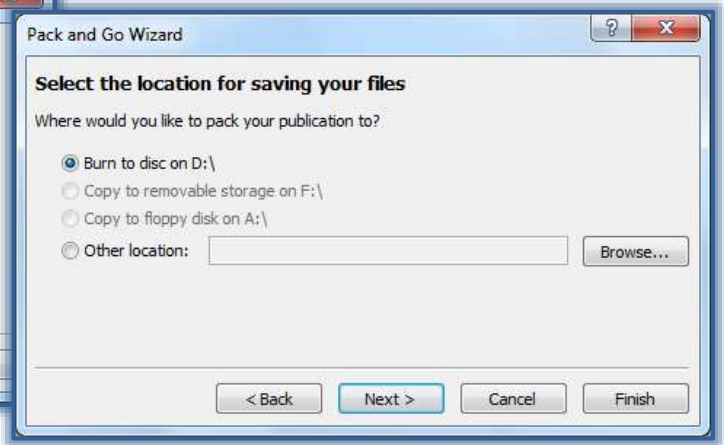 Pack and Go Wizard
Select the location for saving your files
Where would you like to pack your publication to?
Burn to disc on D:\
Copy to removable storage on F:\
Copy to floppy disk on A:\
Other location: Browse...
< Back Next > Cancel Finish